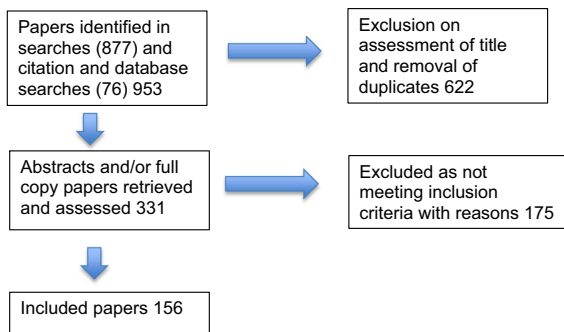 Papers identified in
searches (877) and
citation and database
searches (76) 953
Exclusion on
assessment of title
and removal of
duplicates 622
Abstracts and/or full
copy papers retrieved
and assessed 331
Excluded as not
meeting inclusion
criteria with reasons 175
Included papers 156